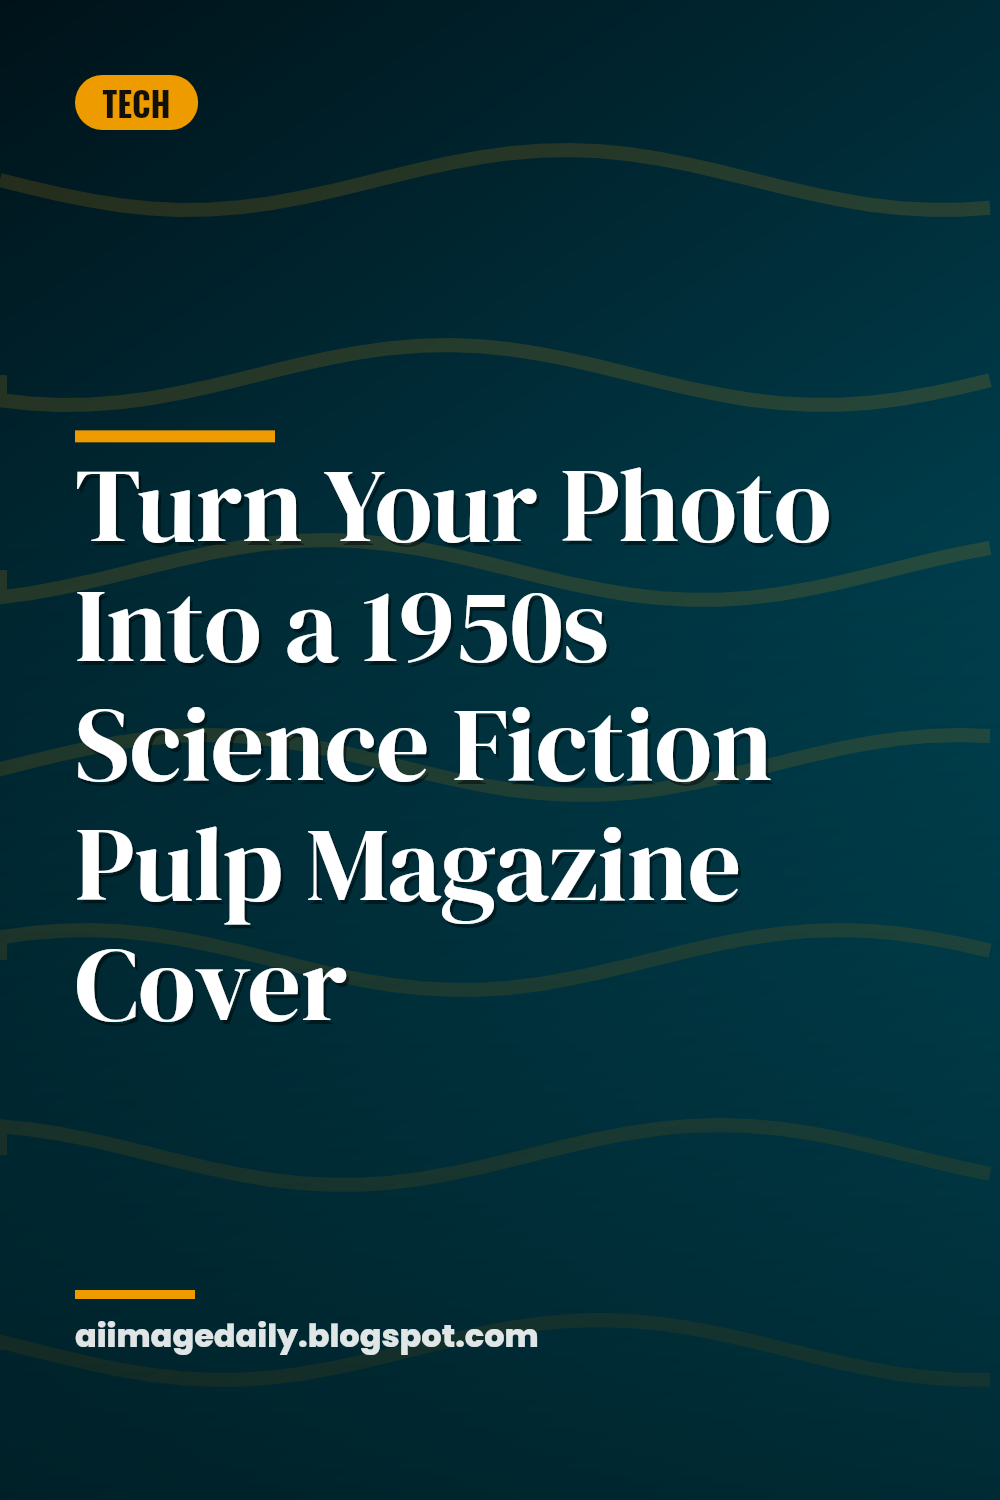 TECH
Turn Your Photo
Into a 1950s
Science Fiction
Pulp Magazine
Cover
aiimagedaily.blogspot.com